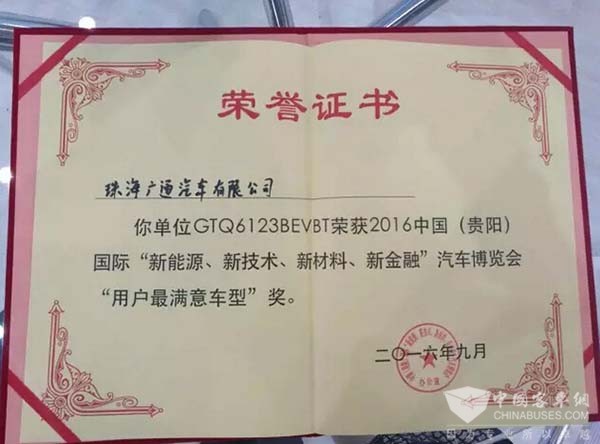 荣誉证书
珠海广通汽车有限公司
你单位GTQ6123BEVBT荣获2016中国（贵阳）
国际“新能源、新技术、新材料、新金融”汽车博览会
“用户最满意车型”奖。
二〇一六年九月
办公室
中国客车网
CHINABUSES.COM